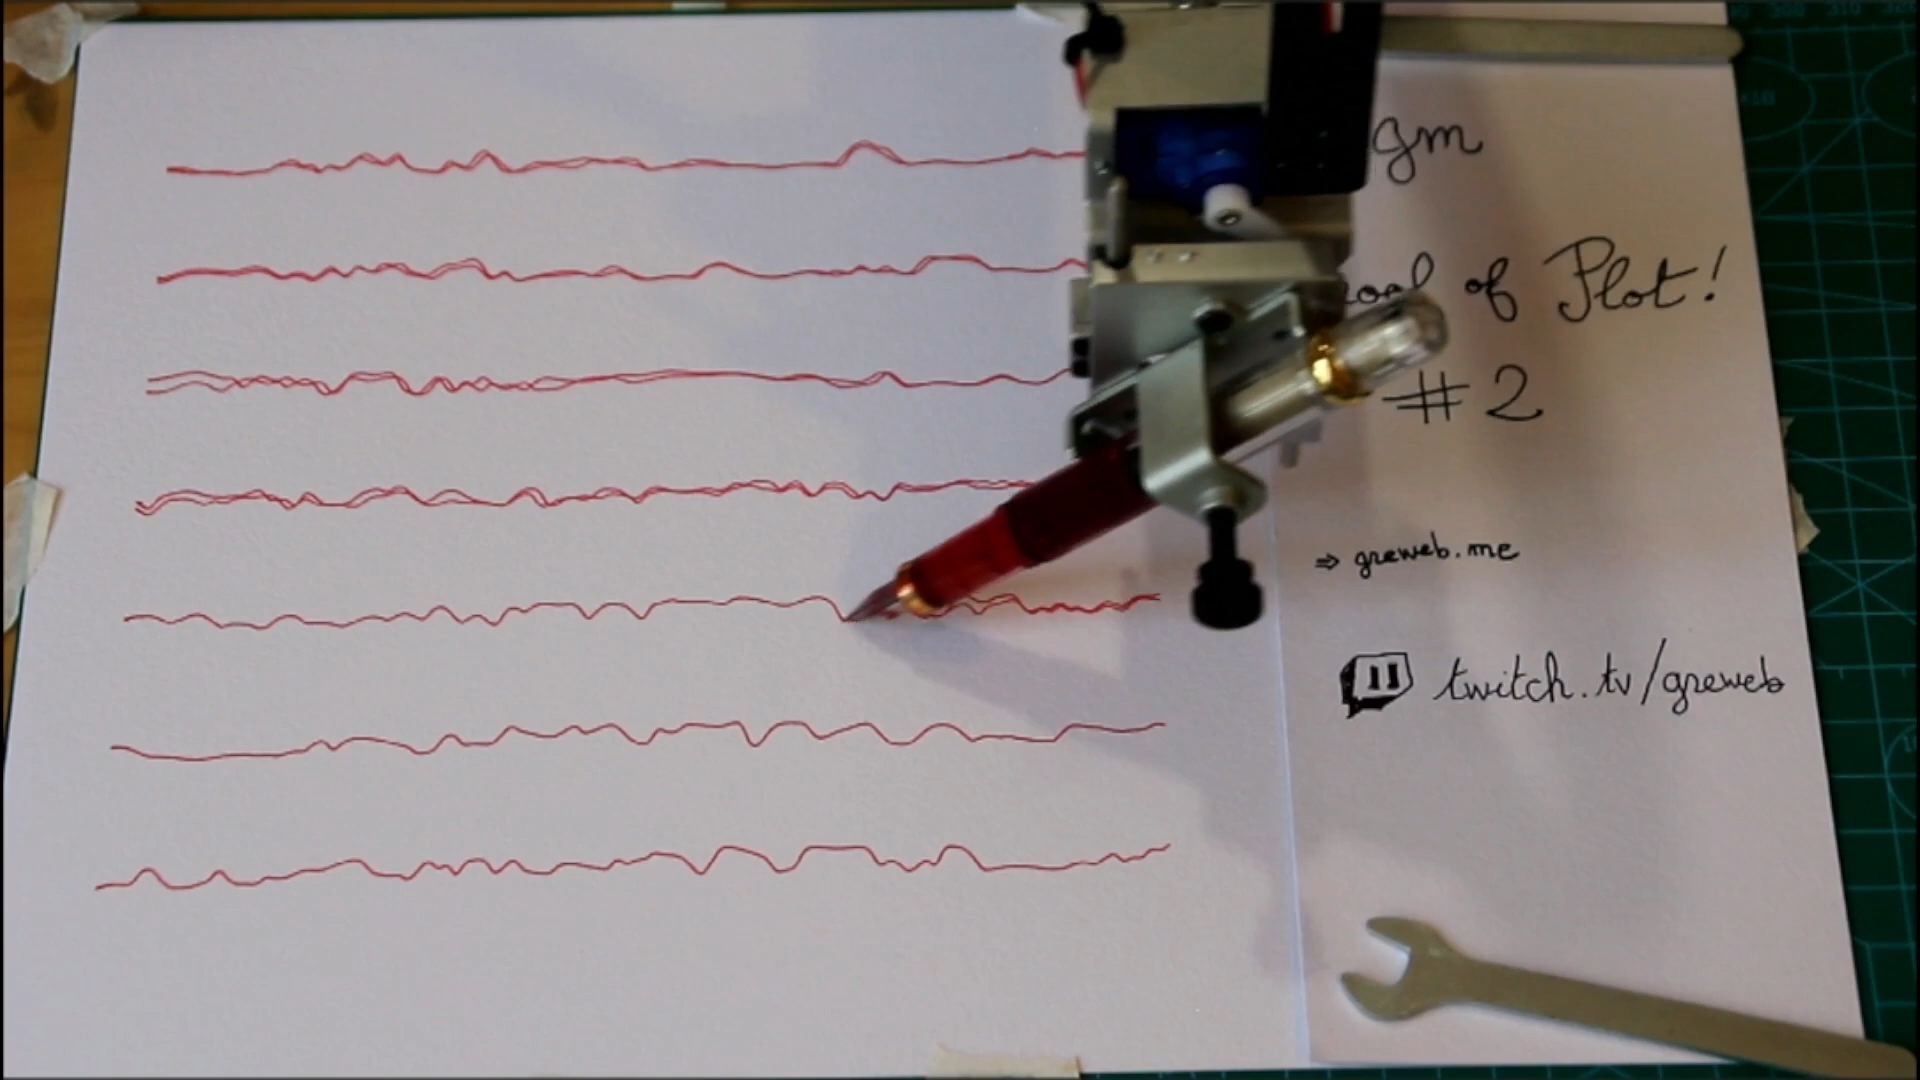 gm
of Plot!
#2
⇒ greweb.me
twitch.tv/greweb